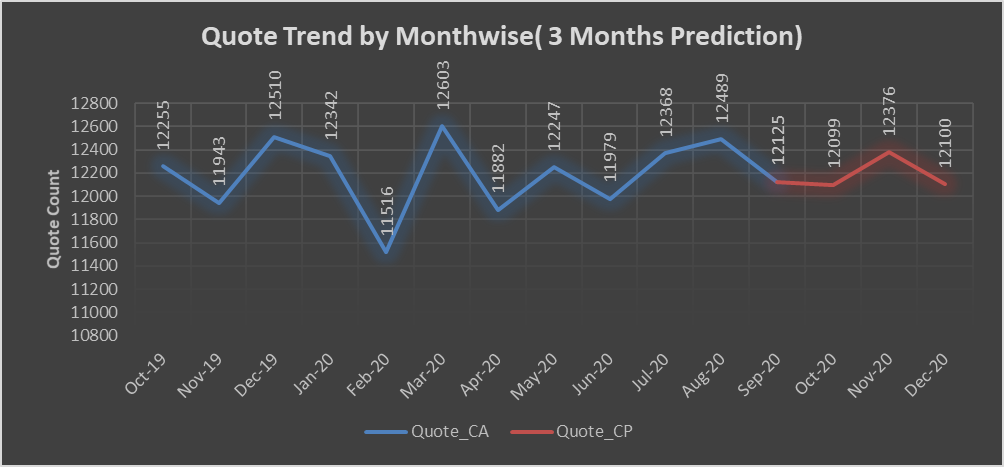 Quote Trend by Monthwise( 3 Months Prediction)
Quote Count
12800
12600
12400
12200
12000
11800
11600
11400
11200
11000
10800
12255
11943
12510
12342
11516
12603
11882
12247
11979
12368
12489
12125
12099
12376
12100
Oct-19
Nov-19
Dec-19
Jan-20
Feb-20
Mar-20
Apr-20
May-20
Jun-20
Jul-20
Aug-20
Sep-20
Oct-20
Nov-20
Dec-20
Quote_CA
Quote_CP